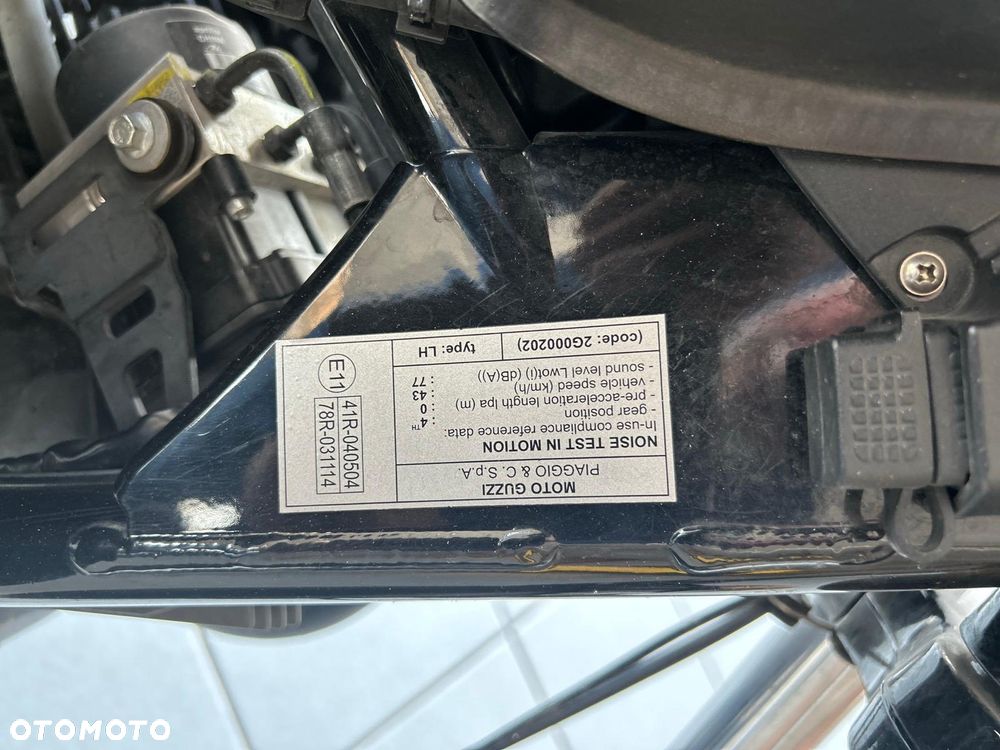 MOTO GUZZI
PIAGGIO & C. S.p.A.
NOISE TEST IN MOTION
In-use compliance reference data:
- gear position : 4TH
- pre-acceleration length lpa (m) : 0
- vehicle speed (km/h) : 43
- sound level Lwot(i) (dB(A)) : 77
(code: 2G000202) type: LH
E11
41R-040504
78R-031114
OTOMOTO